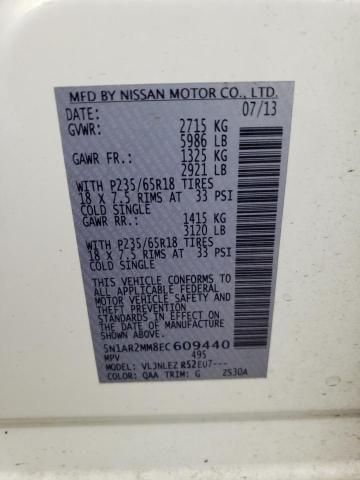 MFD BY NISSAN MOTOR CO., LTD.
DATE: 07/13
GVWR: 2715 KG
5986 LB
GAWR FR.: 1325 KG
2921 LB
WITH P235/65R18 TIRES
18 X 7.5 RIMS AT 33 PSI
COLD SINGLE
GAWR RR.: 1415 KG
3120 LB
WITH P235/65R18 TIRES
18 X 7.5 RIMS AT 33 PSI
COLD SINGLE
THIS VEHICLE CONFORMS TO
ALL APPLICABLE U.S. FEDERAL
MOTOR VEHICLE SAFETY AND
THEFT PREVENTION
STANDARDS IN EFFECT ON THE
DATE OF MANUFACTURE
SHOWN ABOVE.
5N1AR2MM8EC609440
MPV 495
MODEL: VLJNLEZ R52EU7---
COLOR: QAA TRIM: G 2S30A